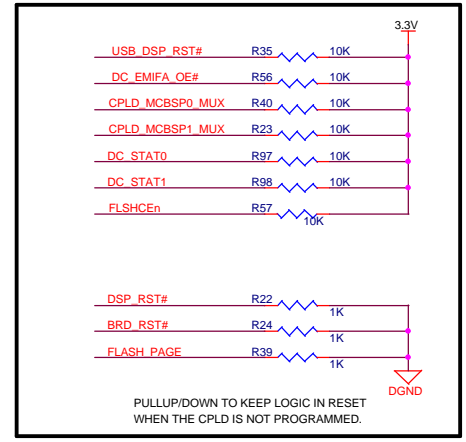 3.3V
USB_DSP_RST# R35 10K
DC_EMIFA_OE# R56 10K
CPLD_MCBSP0_MUX R40 10K
CPLD_MCBSP1_MUX R23 10K
DC_STAT0 R97 10K
DC_STAT1 R98 10K
FLSHCEn R57 10K
DSP_RST# R22 1K
BRD_RST# R24 1K
FLASH_PAGE R39 1K
DGND
PULLUP/DOWN TO KEEP LOGIC IN RESET
WHEN THE CPLD IS NOT PROGRAMMED.